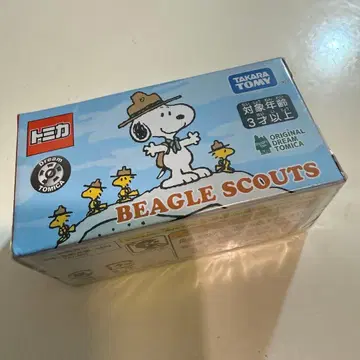 トミカ
Dream
TOMICA
TAKARA
TOMY
対象年齢
3才以上
ORIGINAL
DREAM
TOMICA
BEAGLE SCOUTS